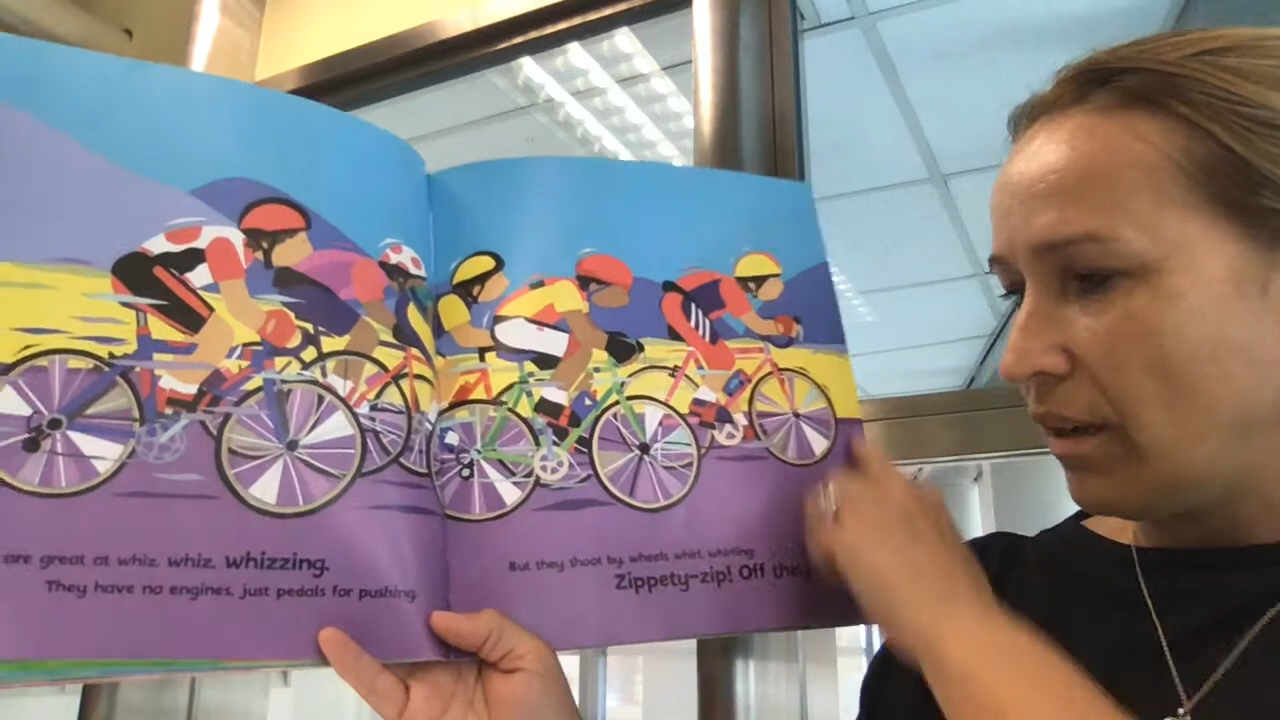 are great at whiz, whiz, whizzing.
They have no engines, just pedals for pushing.
But they shoot by, wheels whirl, whirling.
Zippety-zip! Off they